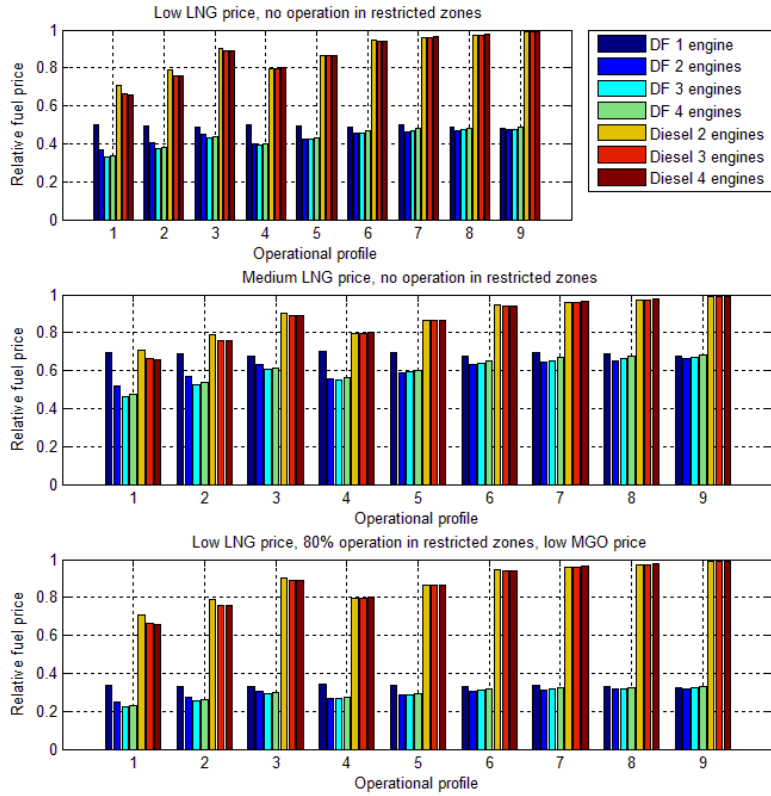 Low LNG price, no operation in restricted zones
Relative fuel price
1
0.8
0.6
0.4
0.2
0
1 2 3 4 5 6 7 8 9
Operational profile
DF 1 engine
DF 2 engines
DF 3 engines
DF 4 engines
Diesel 2 engines
Diesel 3 engines
Diesel 4 engines
Medium LNG price, no operation in restricted zones
Relative fuel price
1
0.8
0.6
0.4
0.2
0
1 2 3 4 5 6 7 8 9
Operational profile
Low LNG price, 80% operation in restricted zones, low MGO price
Relative fuel price
1
0.8
0.6
0.4
0.2
0
1 2 3 4 5 6 7 8 9
Operational profile